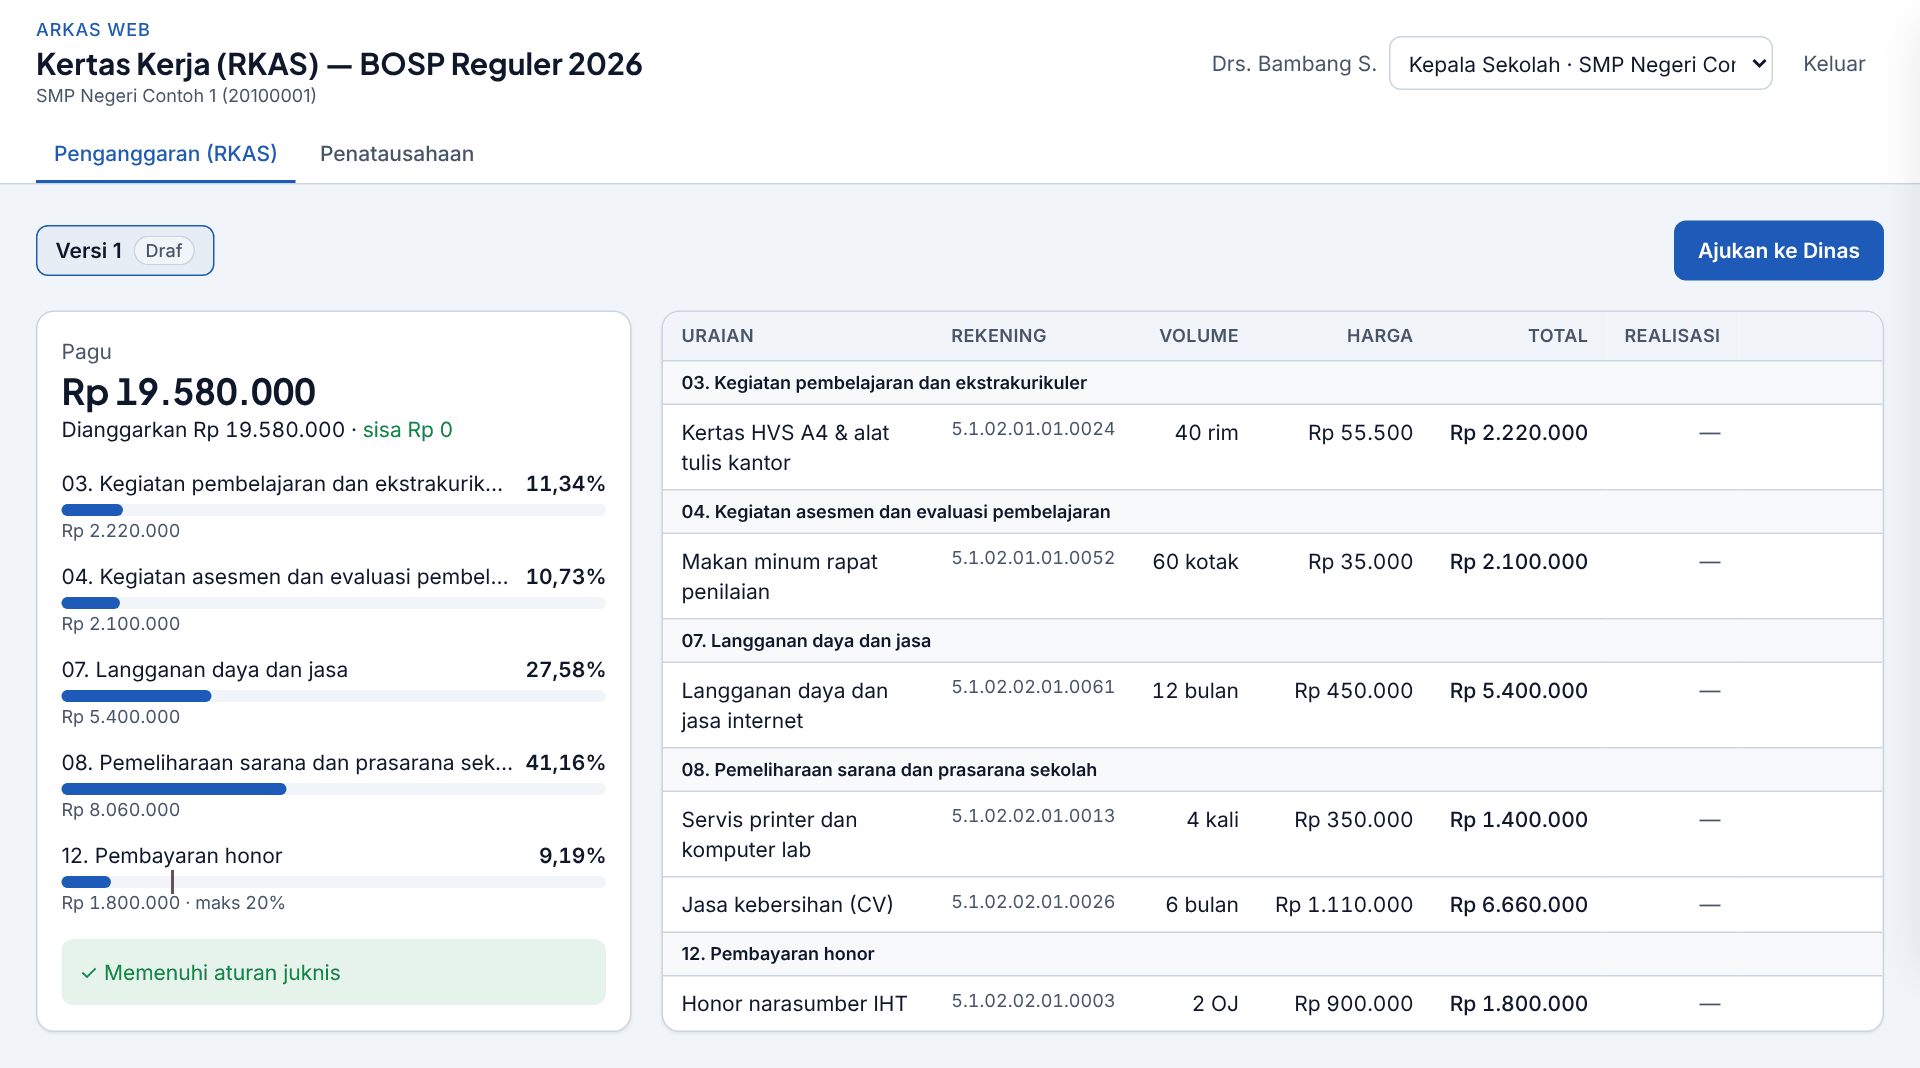 ARKAS WEB
Kertas Kerja (RKAS) — BOSP Reguler 2026
SMP Negeri Contoh 1 (20100001)
Drs. Bambang S.
Kepala Sekolah · SMP Negeri Cor
Keluar
Penganggaran (RKAS)
Penatausahaan
Versi 1 Draf
Ajukan ke Dinas
Pagu
Rp 19.580.000
Dianggarkan Rp 19.580.000 · sisa Rp 0
03. Kegiatan pembelajaran dan ekstrakurik... 11,34%
Rp 2.220.000
04. Kegiatan asesmen dan evaluasi pembel... 10,73%
Rp 2.100.000
07. Langganan daya dan jasa 27,58%
Rp 5.400.000
08. Pemeliharaan sarana dan prasarana sek... 41,16%
Rp 8.060.000
12. Pembayaran honor 9,19%
Rp 1.800.000 · maks 20%
✓ Memenuhi aturan juknis
URAIAN REKENING VOLUME HARGA TOTAL REALISASI
03. Kegiatan pembelajaran dan ekstrakurikuler
Kertas HVS A4 & alat 5.1.02.01.01.0024 40 rim Rp 55.500 Rp 2.220.000 —
tulis kantor
04. Kegiatan asesmen dan evaluasi pembelajaran
Makan minum rapat 5.1.02.01.01.0052 60 kotak Rp 35.000 Rp 2.100.000 —
penilaian
07. Langganan daya dan jasa
Langganan daya dan 5.1.02.02.01.0061 12 bulan Rp 450.000 Rp 5.400.000 —
jasa internet
08. Pemeliharaan sarana dan prasarana sekolah
Servis printer dan 5.1.02.02.01.0013 4 kali Rp 350.000 Rp 1.400.000 —
komputer lab
Jasa kebersihan (CV) 5.1.02.02.01.0026 6 bulan Rp 1.110.000 Rp 6.660.000 —
12. Pembayaran honor
Honor narasumber IHT 5.1.02.02.01.0003 2 OJ Rp 900.000 Rp 1.800.000 —